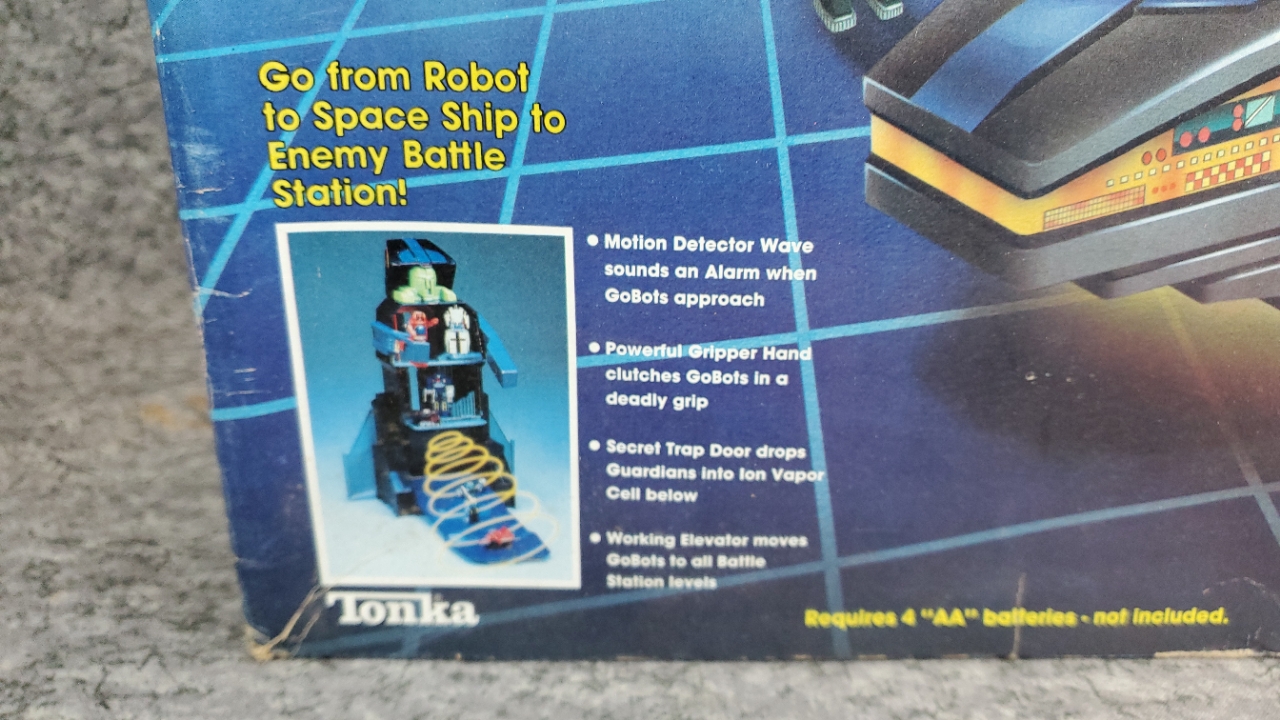 Go from Robot
to Space Ship to
Enemy Battle
Station!
• Motion Detector Wave
sounds an Alarm when
GoBots approach
• Powerful Gripper Hand
clutches GoBots in a
deadly grip
• Secret Trap Door drops
Guardians into Ion Vapor
Cell below
• Working Elevator moves
GoBots to all Battle
Station levels
Tonka
Requires 4 "AA" batteries - not included.